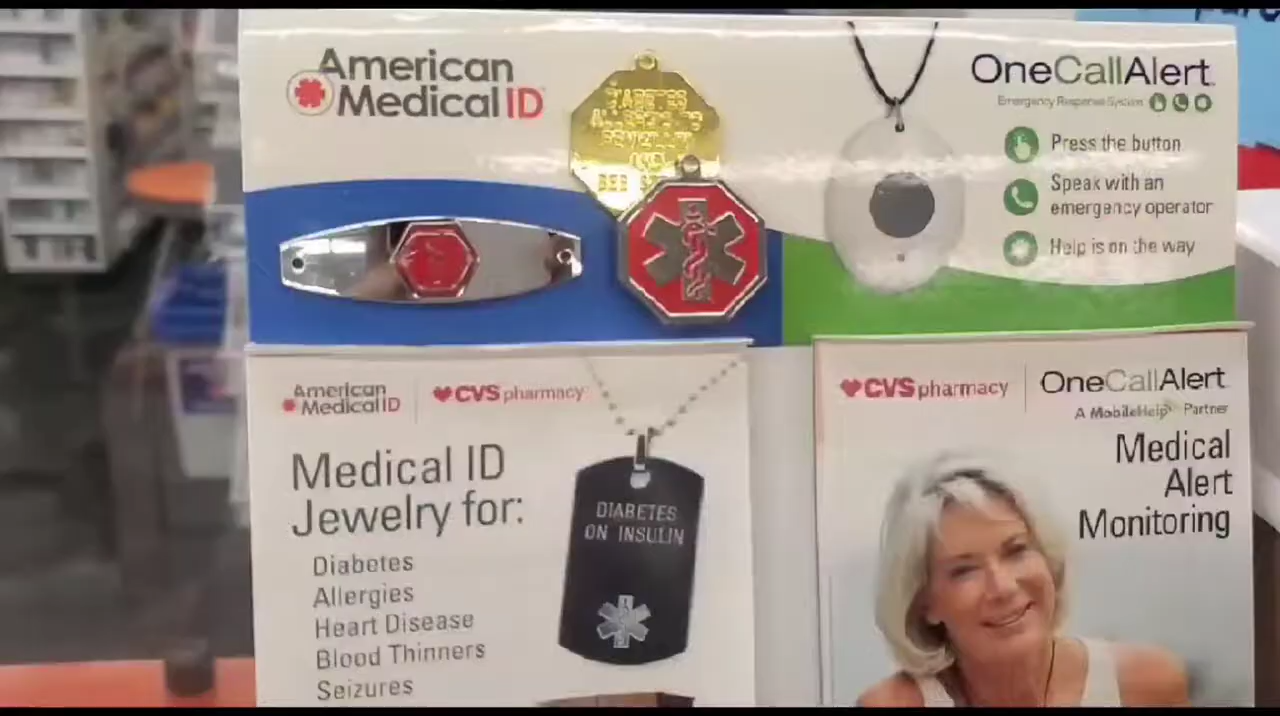 American
Medical ID
DIABETES
OneCallAlert
Emergency Response System
Press the button
Speak with an
emergency operator
Help is on the way
American
Medical ID
CVS pharmacy
Medical ID
Jewelry for:
Diabetes
Allergies
Heart Disease
Blood Thinners
Seizures
DIABETES
ON INSULIN
CVS pharmacy
OneCallAlert
A MobileHelp Partner
Medical
Alert
Monitoring